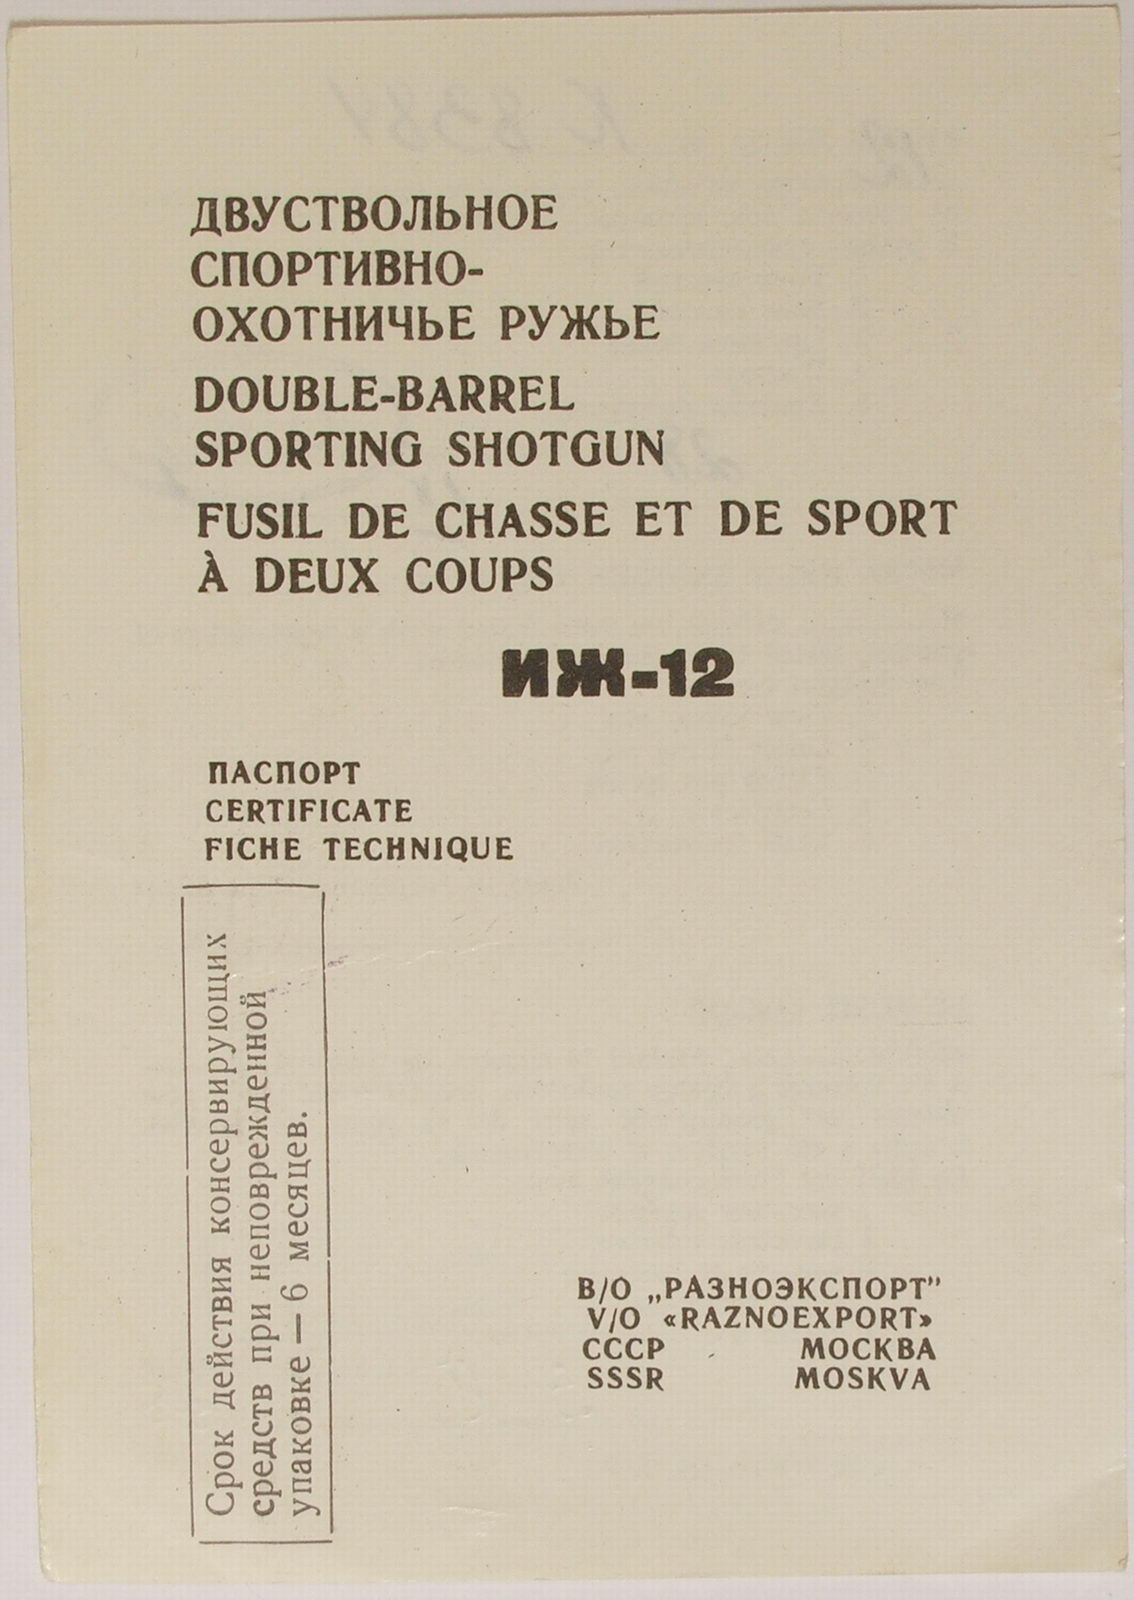 ДВУСТВОЛЬНОЕ
СПОРТИВНО-
ОХОТНИЧЬЕ РУЖЬЕ
DOUBLE-BARREL
SPORTING SHOTGUN
FUSIL DE CHASSE ET DE SPORT
À DEUX COUPS
ИЖ-12
ПАСПОРТ
CERTIFICATE
FICHE TECHNIQUE
Срок действия консервирующих
средств при неповрежденной
упаковке — 6 месяцев.
В/О „РАЗНОЭКСПОРТ”
V/O «RAZNOEXPORT»
СССР МОСКВА
SSSR MOSKVA